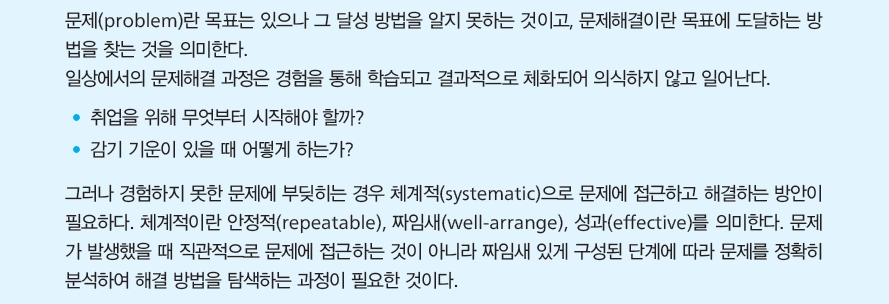 문제(problem)란 목표는 있으나 그 달성 방법을 알지 못하는 것이고, 문제해결이란 목표에 도달하는 방
법을 찾는 것을 의미한다.
일상에서의 문제해결 과정은 경험을 통해 학습되고 결과적으로 체화되어 의식하지 않고 일어난다.
• 취업을 위해 무엇부터 시작해야 할까?
• 감기 기운이 있을 때 어떻게 하는가?
그러나 경험하지 못한 문제에 부딪히는 경우 체계적(systematic)으로 문제에 접근하고 해결하는 방안이
필요하다. 체계적이란 안정적(repeatable), 짜임새(well-arrange), 성과(effective)를 의미한다. 문제
가 발생했을 때 직관적으로 문제에 접근하는 것이 아니라 짜임새 있게 구성된 단계에 따라 문제를 정확히
분석하여 해결 방법을 탐색하는 과정이 필요한 것이다.